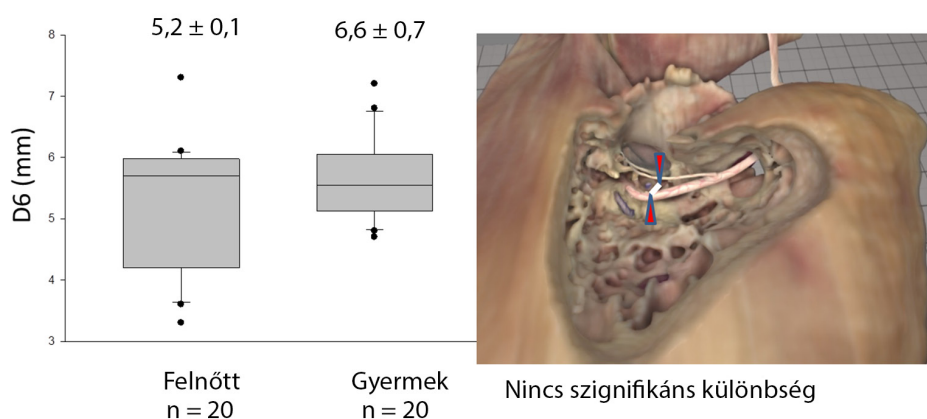 5,2 ± 0,1
6,6 ± 0,7
D6 (mm)
8
7
6
5
4
3
Felnőtt
n = 20
Gyermek
n = 20
Nincs szignifikáns különbség